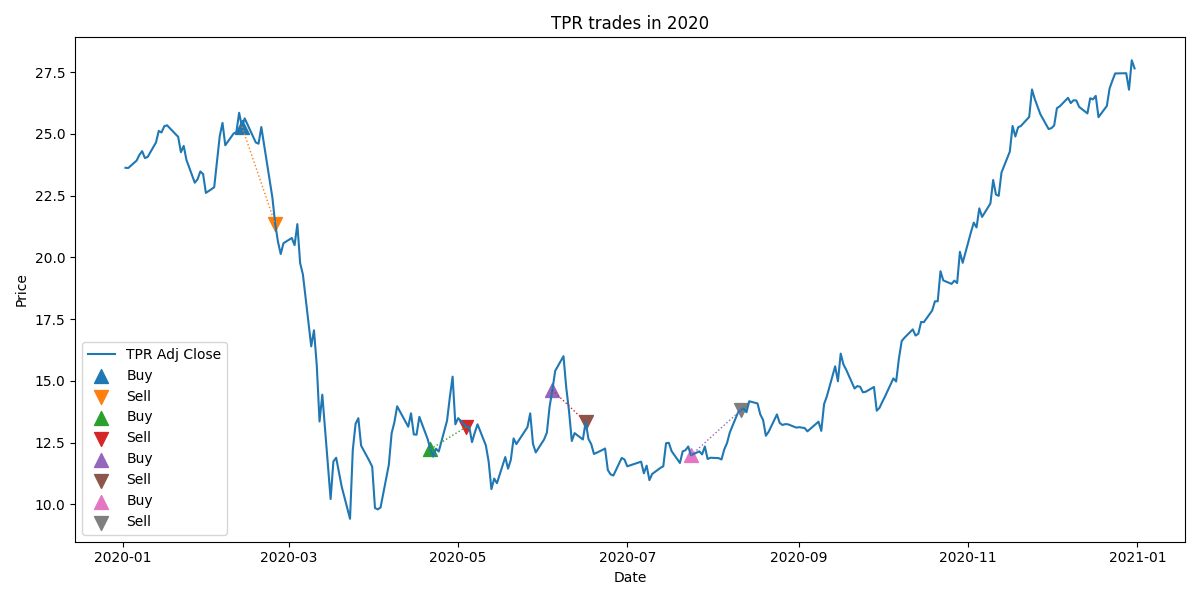 TPR trades in 2020
Price
27.5
25.0
22.5
20.0
17.5
15.0
12.5
10.0
TPR Adj Close
Buy
Sell
Buy
Sell
Buy
Sell
Buy
Sell
2020-01 2020-03 2020-05 2020-07 2020-09 2020-11 2021-01
Date